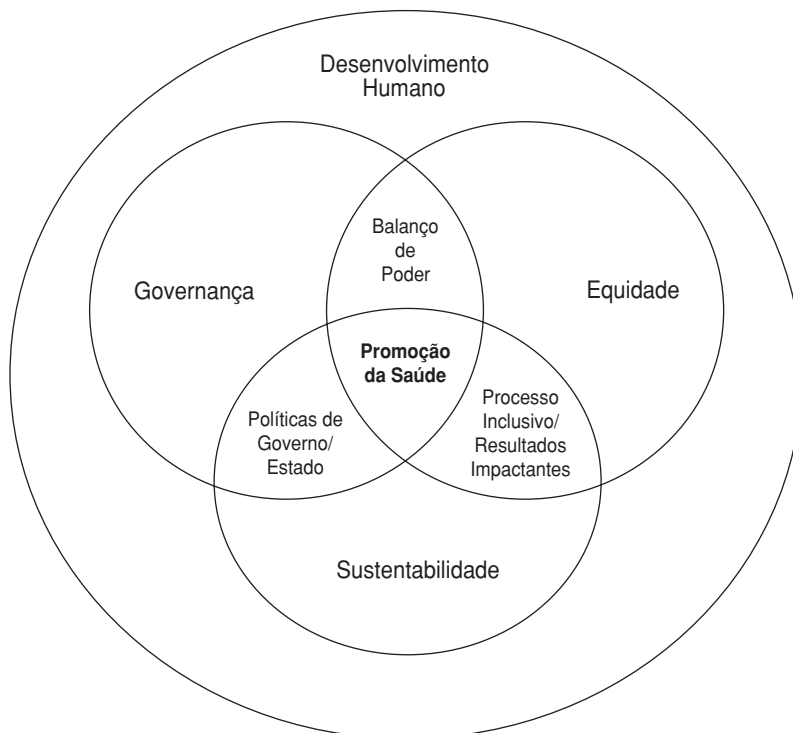 Desenvolvimento
Humano
Balanço
de
Poder
Governança
Equidade
Promoção
da Saúde
Políticas de
Governo/
Estado
Processo
Inclusivo/
Resultados
Impactantes
Sustentabilidade